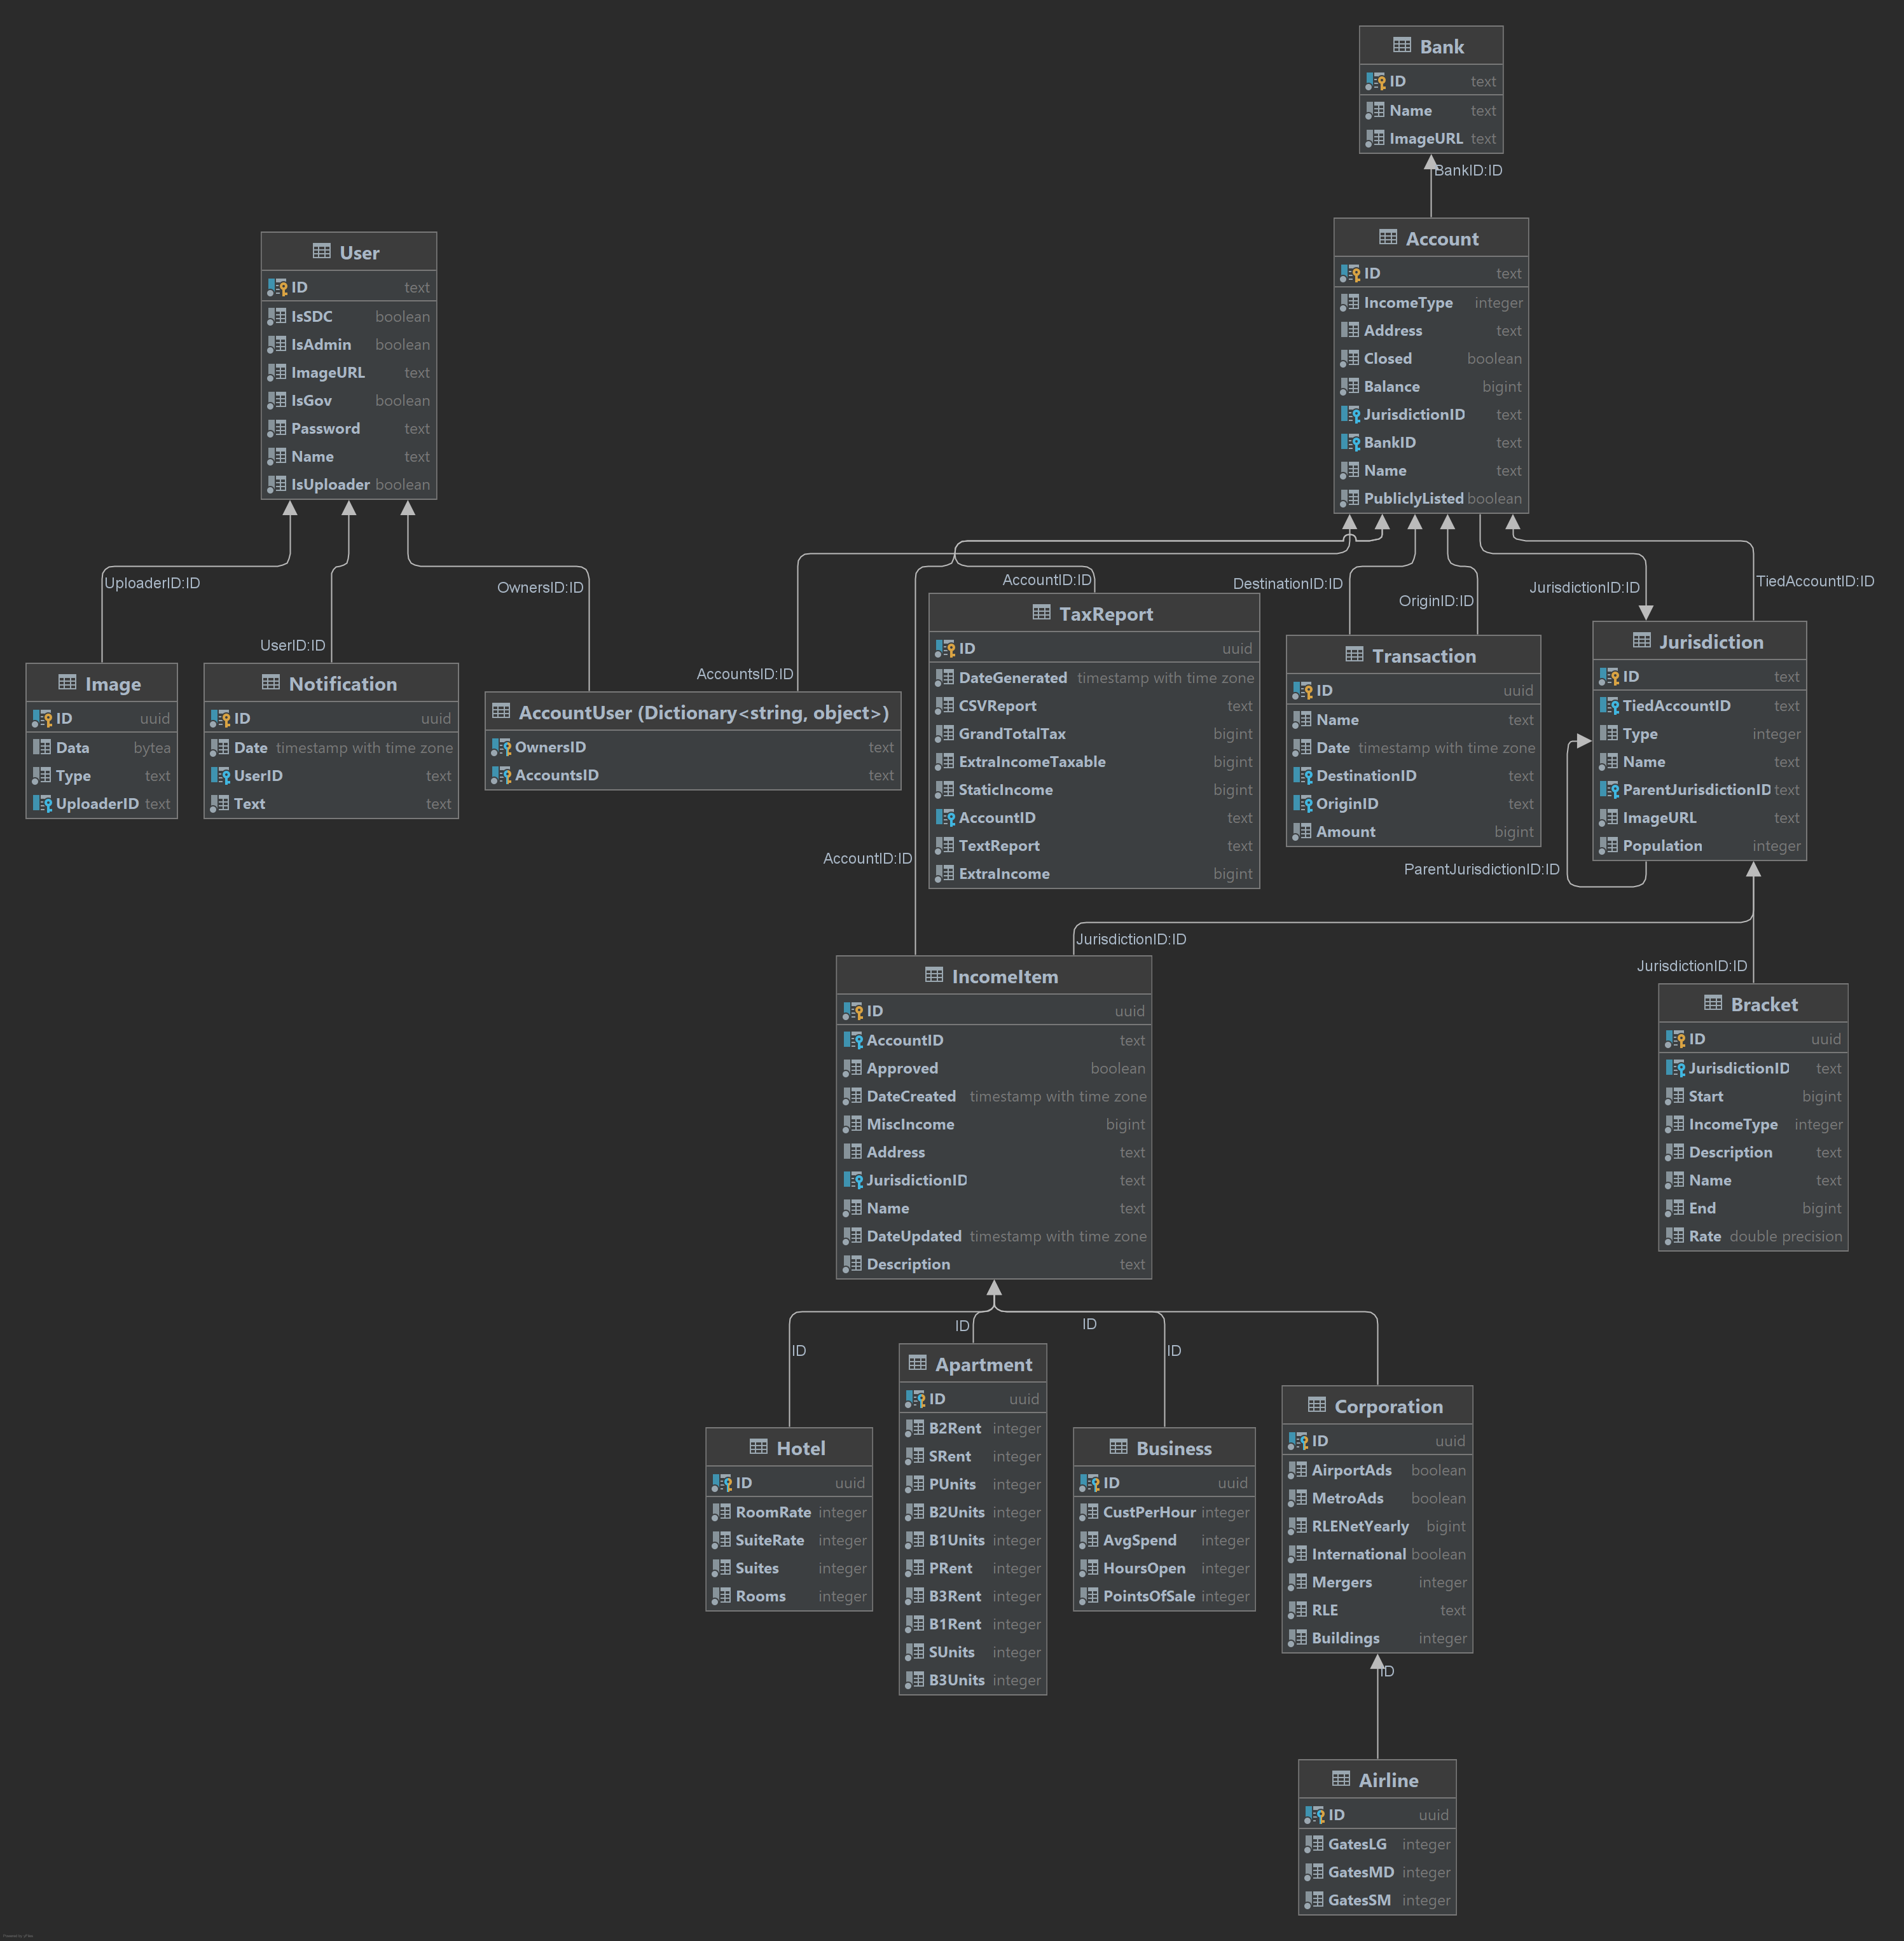 Bank
ID text
Name text
ImageURL text
BankID:ID
Account
ID text
IncomeType integer
Address text
Closed boolean
Balance bigint
JurisdictionID text
BankID text
Name text
PubliclyListed boolean
User
ID text
IsSDC boolean
IsAdmin boolean
ImageURL text
IsGov boolean
Password text
Name text
IsUploader boolean
UploaderID:ID
UserID:ID
OwnersID:ID
AccountsID:ID
AccountID:ID
DestinationID:ID
OriginID:ID
JurisdictionID:ID
TiedAccountID:ID
Image
ID uuid
Data bytea
Type text
UploaderID text
Notification
ID uuid
Date timestamp with time zone
UserID text
Text text
AccountUser (Dictionary<string, object>)
OwnersID text
AccountsID text
TaxReport
ID uuid
DateGenerated timestamp with time zone
CSVReport text
GrandTotalTax bigint
ExtraIncomeTaxable bigint
StaticIncome bigint
AccountID text
TextReport text
ExtraIncome bigint
Transaction
ID uuid
Name text
Date timestamp with time zone
DestinationID text
OriginID text
Amount bigint
Jurisdiction
ID text
TiedAccountID text
Type integer
Name text
ParentJurisdictionID text
ImageURL text
Population integer
AccountID:ID
ParentJurisdictionID:ID
JurisdictionID:ID
JurisdictionID:ID
IncomeItem
ID uuid
AccountID text
Approved boolean
DateCreated timestamp with time zone
MiscIncome bigint
Address text
JurisdictionID text
Name text
DateUpdated timestamp with time zone
Description text
Bracket
ID uuid
JurisdictionID text
Start bigint
IncomeType integer
Description text
Name text
End bigint
Rate double precision
ID
ID
ID
ID
Hotel
ID uuid
RoomRate integer
SuiteRate integer
Suites integer
Rooms integer
Apartment
ID uuid
B2Rent integer
SRent integer
PUnits integer
B2Units integer
B1Units integer
PRent integer
B3Rent integer
B1Rent integer
SUnits integer
B3Units integer
Business
ID uuid
CustPerHour integer
AvgSpend integer
HoursOpen integer
PointsOfSale integer
Corporation
ID uuid
AirportAds boolean
MetroAds boolean
RLENetYearly bigint
International boolean
Mergers integer
RLE text
Buildings integer
ID
Airline
ID uuid
GatesLG integer
GatesMD integer
GatesSM integer